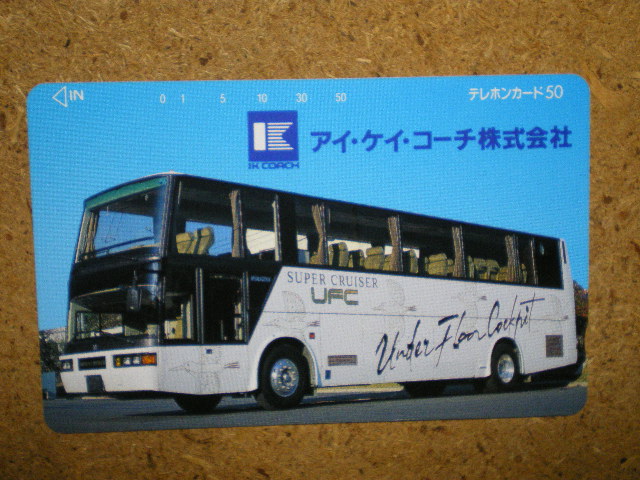 ◁IN
テレホンカード50
0 1 5 10 30 50
IK COACH
アイ・ケイ・コーチ株式会社
SUPER CRUISER
UFC
Under Floor Cockpit